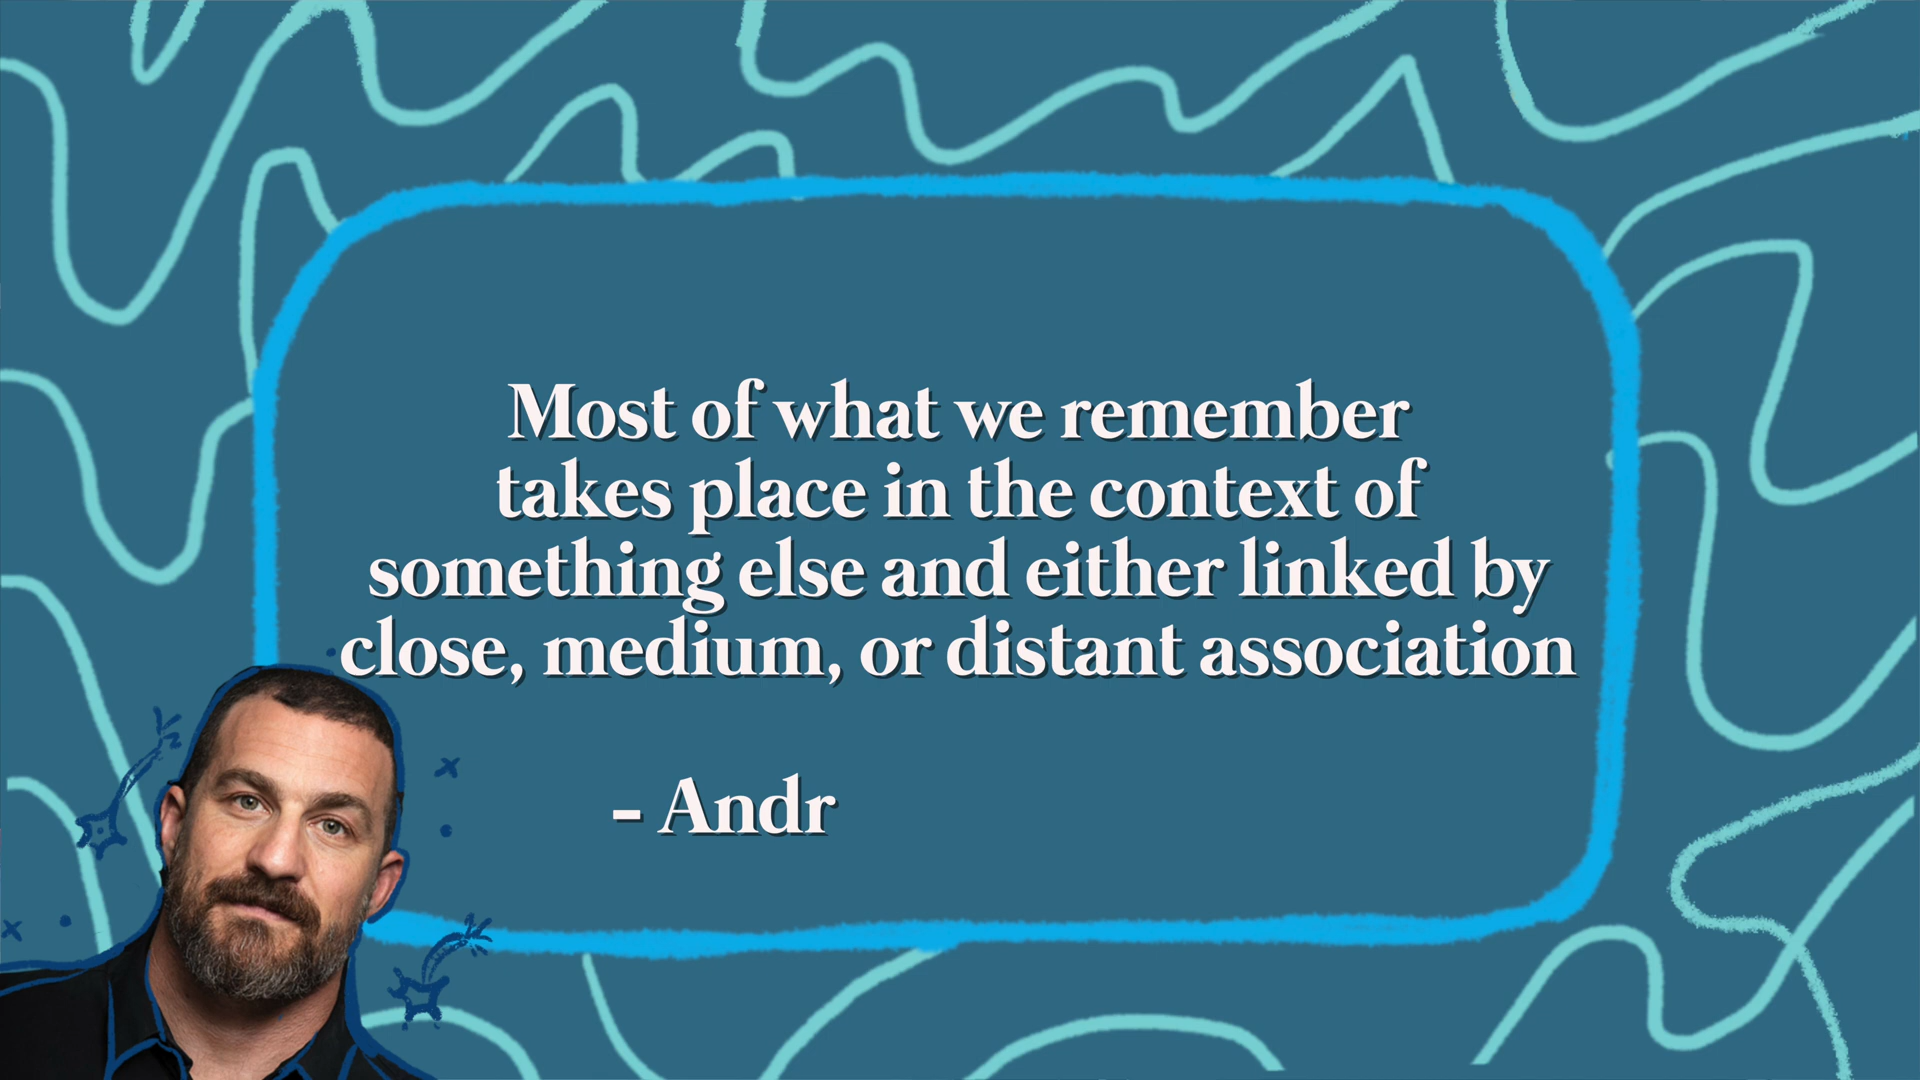 Most of what we remember
takes place in the context of
something else and either linked by
close, medium, or distant association
- Andr